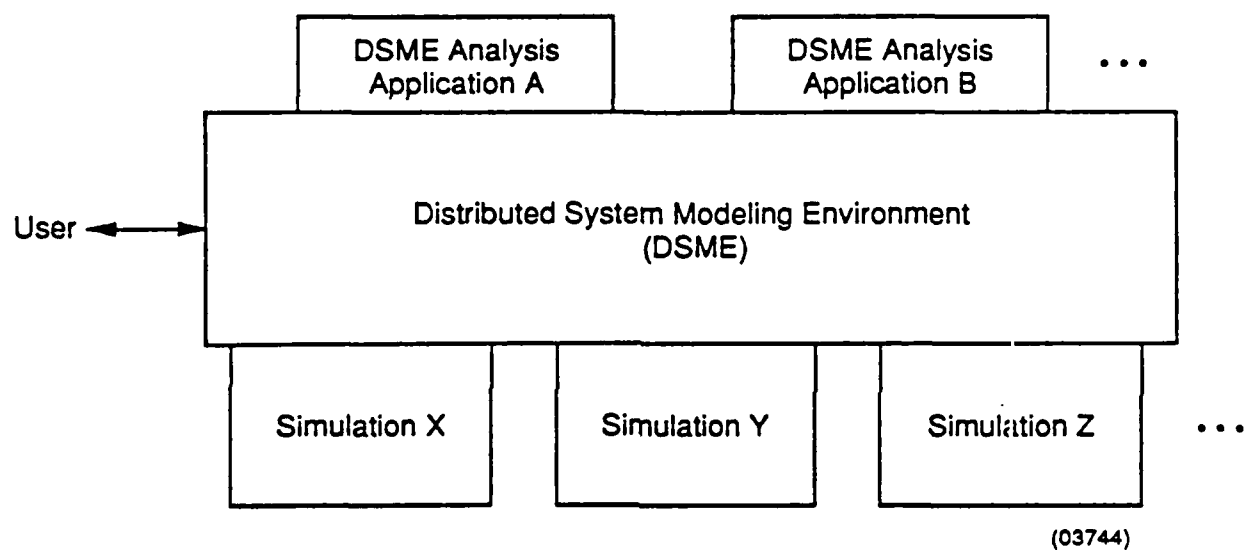 DSME Analysis
Application A
DSME Analysis
Application B
• • •
User
Distributed System Modeling Environment
(DSME)
Simulation X
Simulation Y
Simulation Z
• • •
(03744)